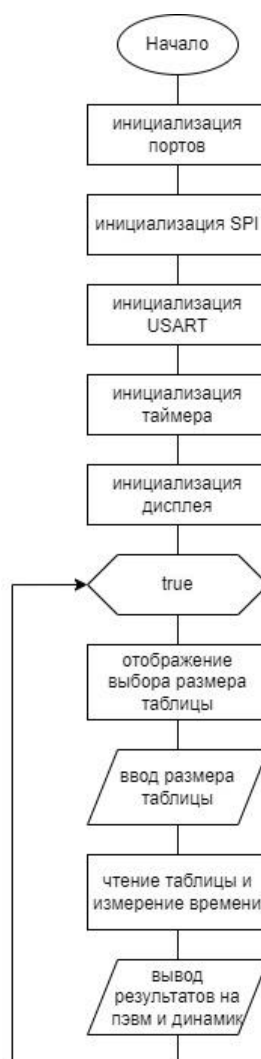 Начало
инициализация
портов
инициализация SPI
инициализация
USART
инициализация
таймера
инициализация
дисплея
true
отображение
выбора размера
таблицы
ввод размера
таблицы
чтение таблицы и
измерение времени
вывод
результатов на
пэвм и динамик